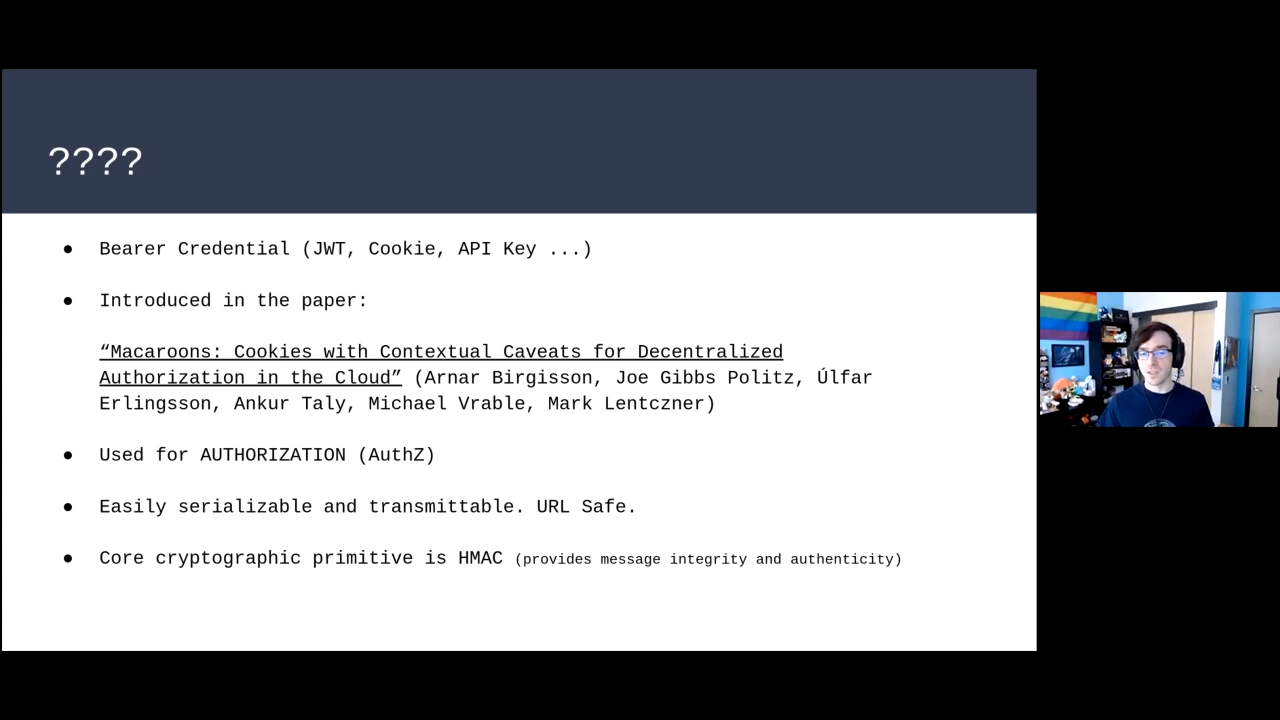 ????
● Bearer Credential (JWT, Cookie, API Key ...)
● Introduced in the paper:
“Macaroons: Cookies with Contextual Caveats for Decentralized
Authorization in the Cloud” (Arnar Birgisson, Joe Gibbs Politz, Úlfar
Erlingsson, Ankur Taly, Michael Vrable, Mark Lentczner)
● Used for AUTHORIZATION (AuthZ)
● Easily serializable and transmittable. URL Safe.
● Core cryptographic primitive is HMAC (provides message integrity and authenticity)